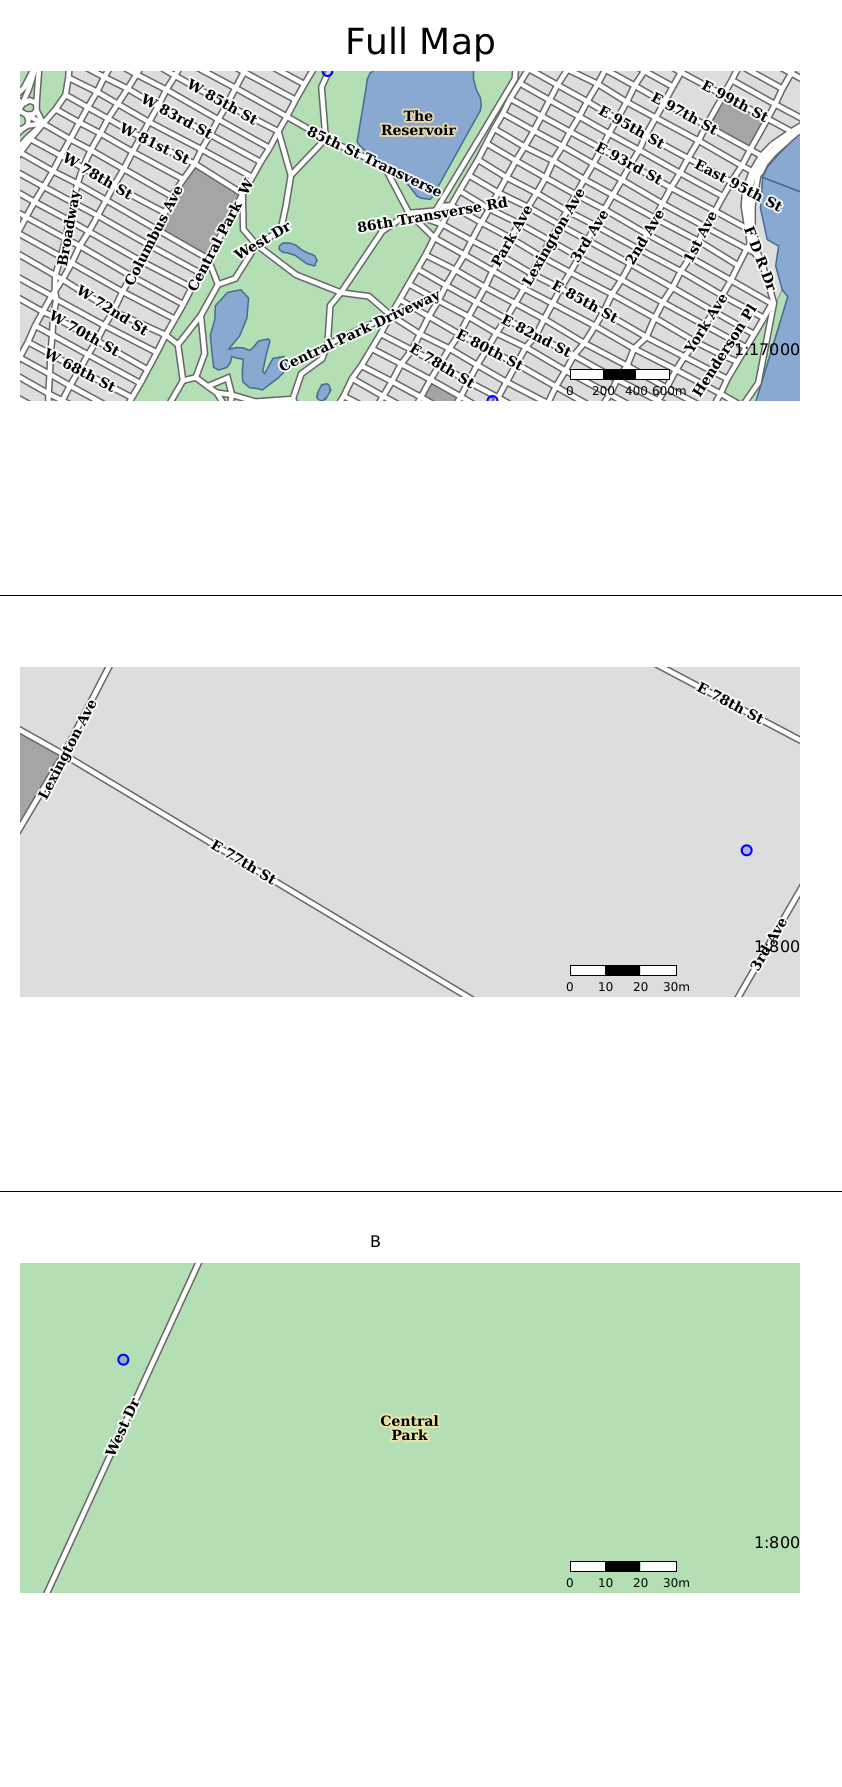 Full Map
W 85th St
W 83rd St
W 81st St
W 78th St
The
Reservoir
85th St Transverse
E 99th St
E 97th St
E 95th St
E 93rd St
East 95th St
86th Transverse Rd
Broadway
Columbus Ave
Central Park W
West Dr
Park Ave
Lexington Ave
3rd Ave
2nd Ave
1st Ave
F D R Dr
W 72nd St
W 70th St
W 68th St
Central Park Driveway
E 85th St
E 82nd St
E 80th St
E 78th St
York Ave
Henderson Pl
1:17000
0 200 400 600m
Lexington Ave
E 78th St
E 77th St
3rd Ave
1:800
0 10 20 30m
B
West Dr
Central
Park
1:800
0 10 20 30m